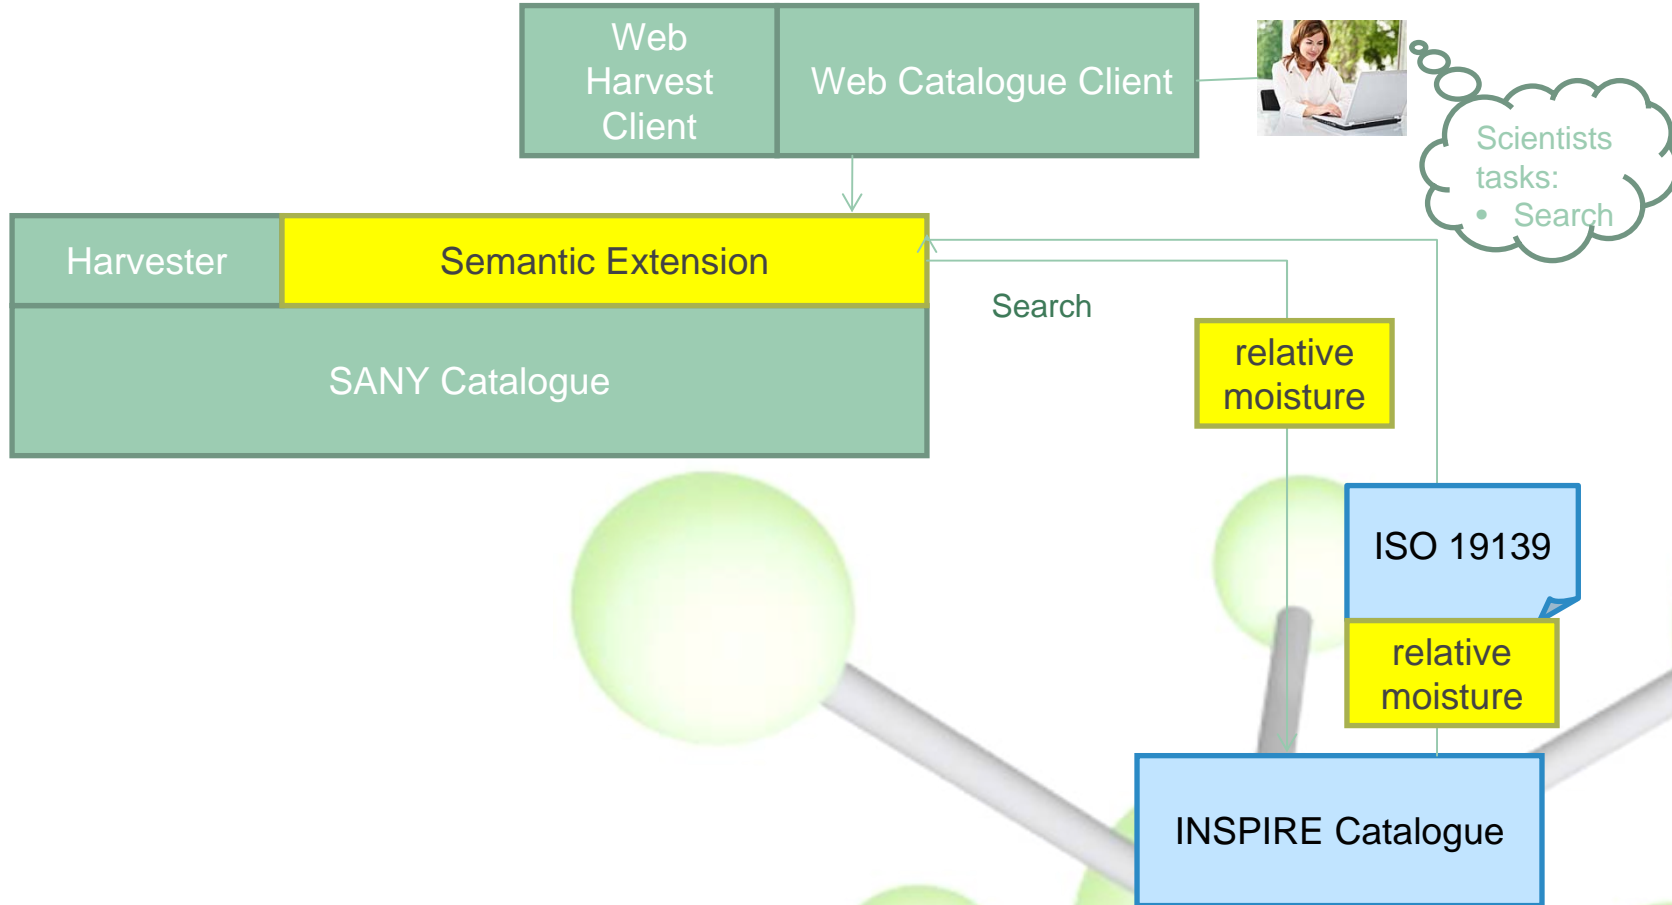 Web
Harvest
Client
Web Catalogue Client
Scientists
tasks:
• Search
Harvester
Semantic Extension
Search
SANY Catalogue
relative
moisture
ISO 19139
relative
moisture
INSPIRE Catalogue